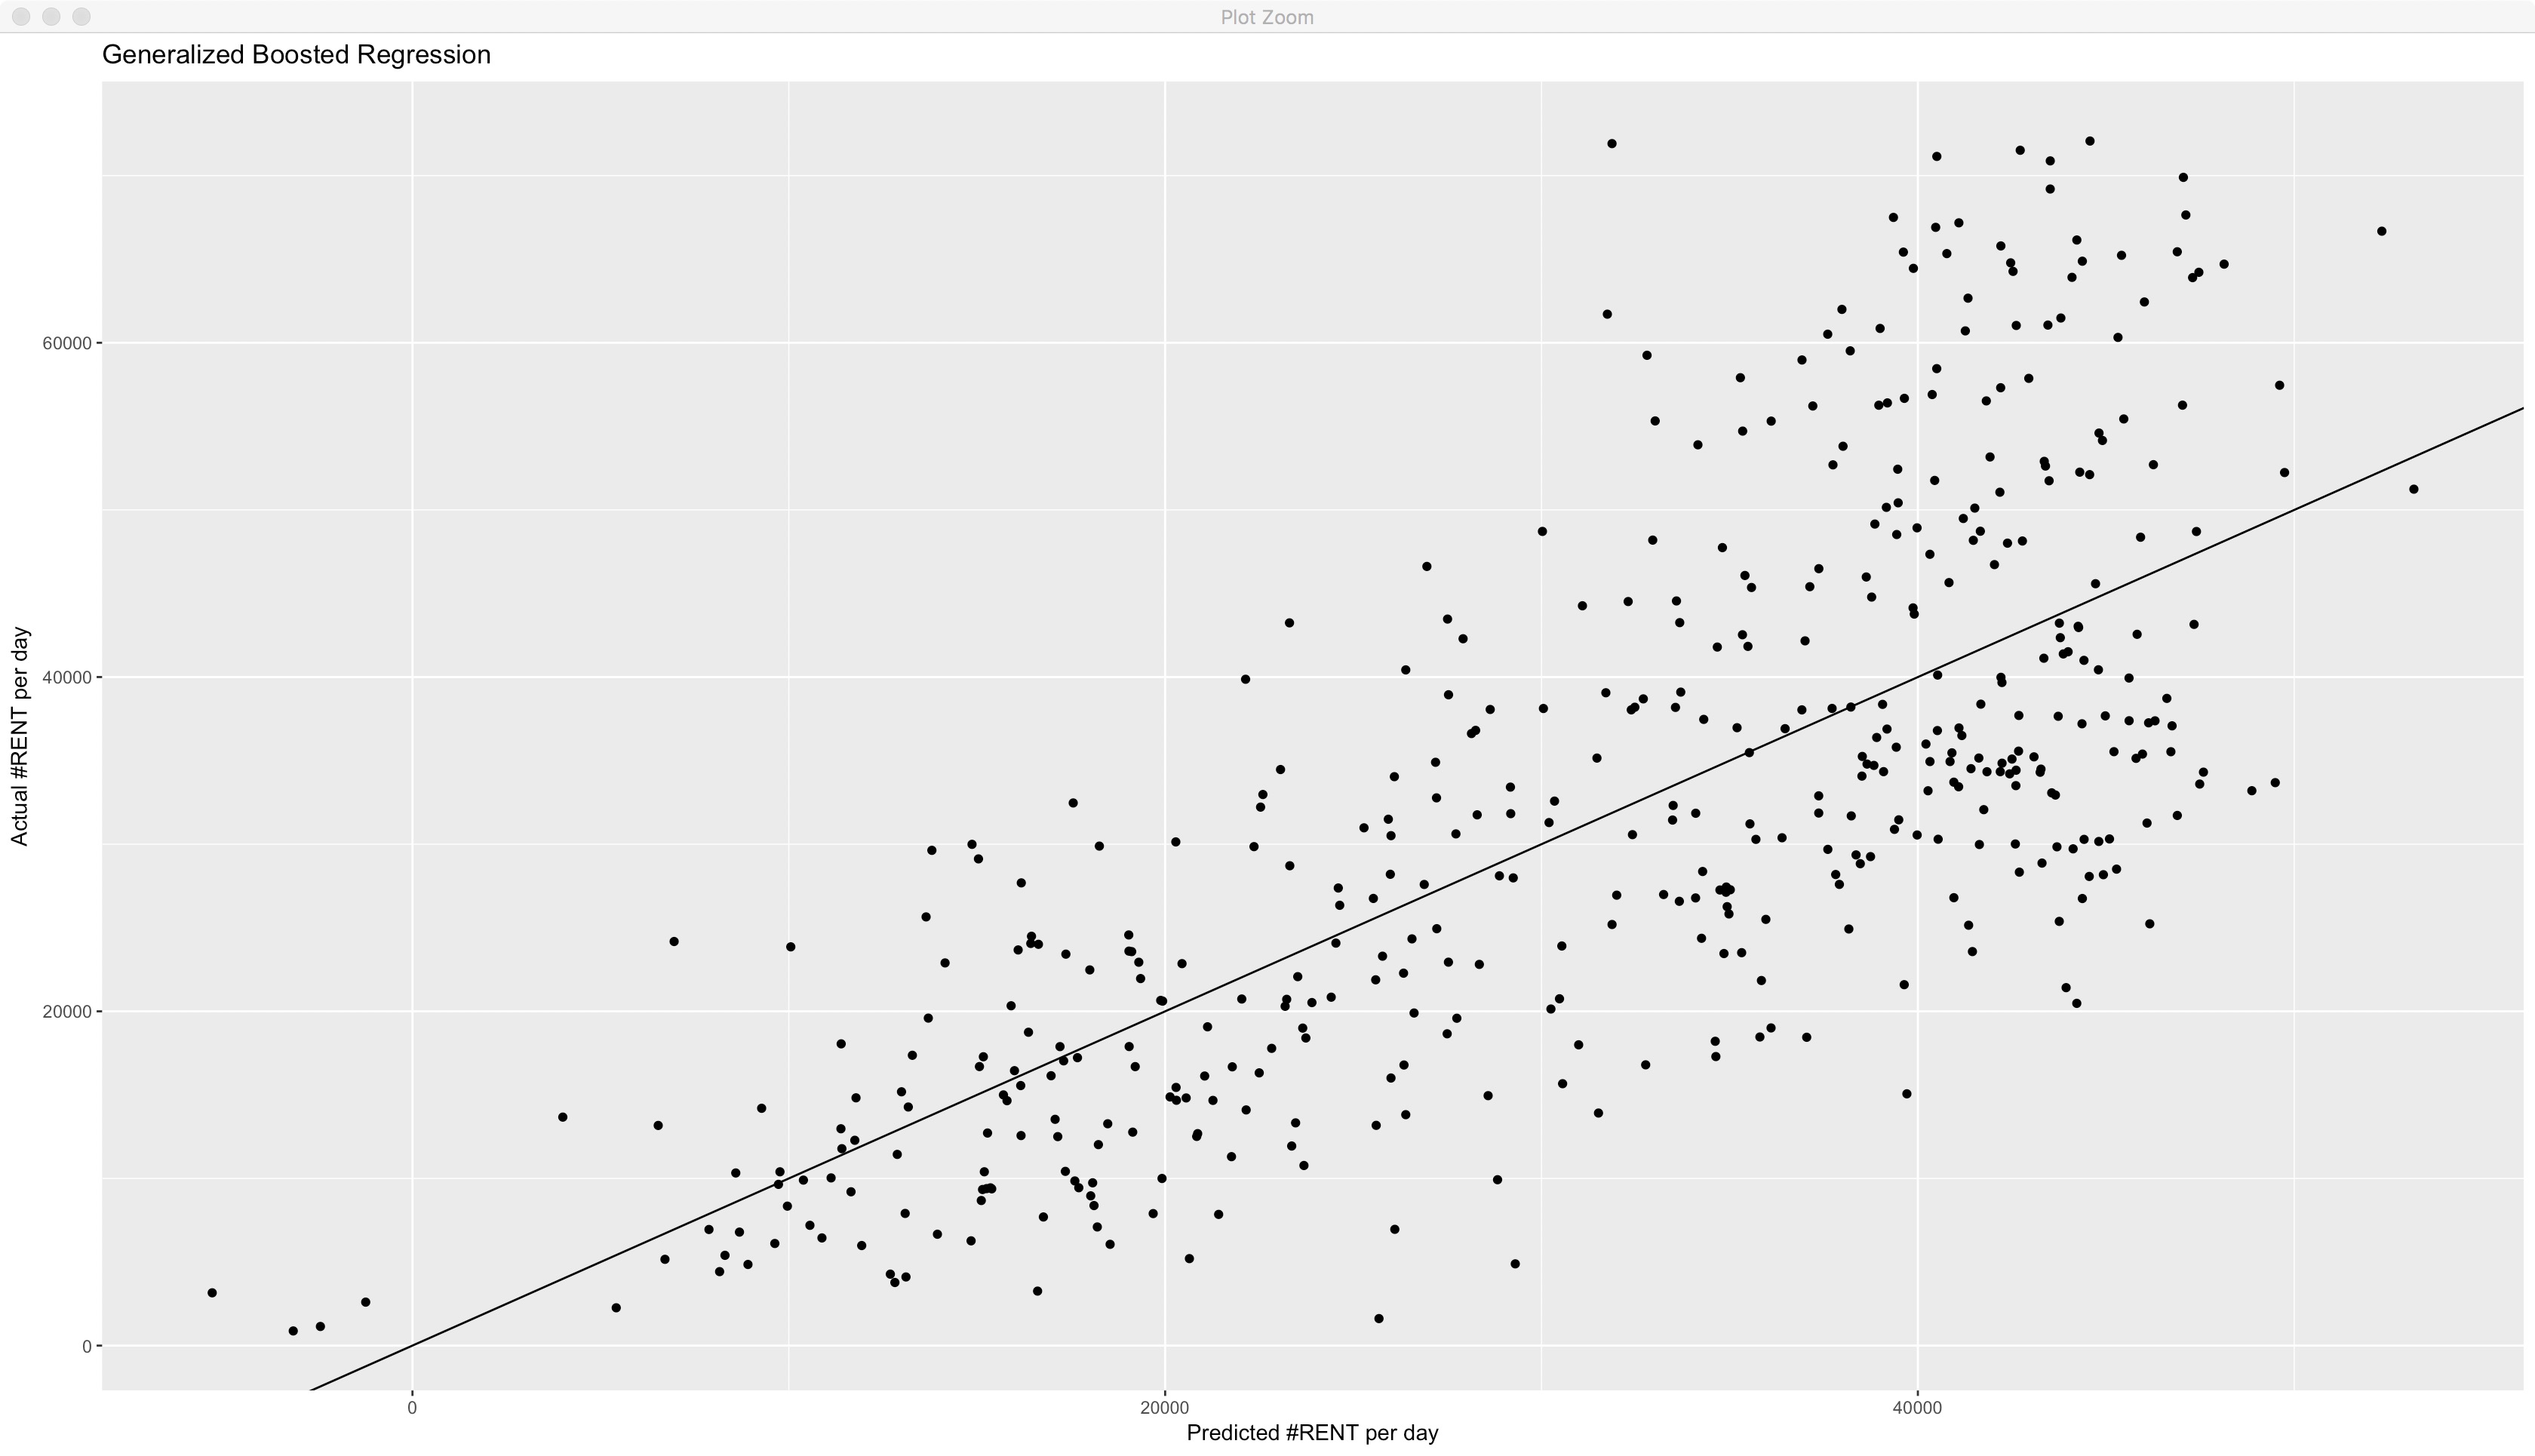 Plot Zoom
Generalized Boosted Regression
60000
40000
20000
0
Actual #RENT per day
0 20000 40000
Predicted #RENT per day